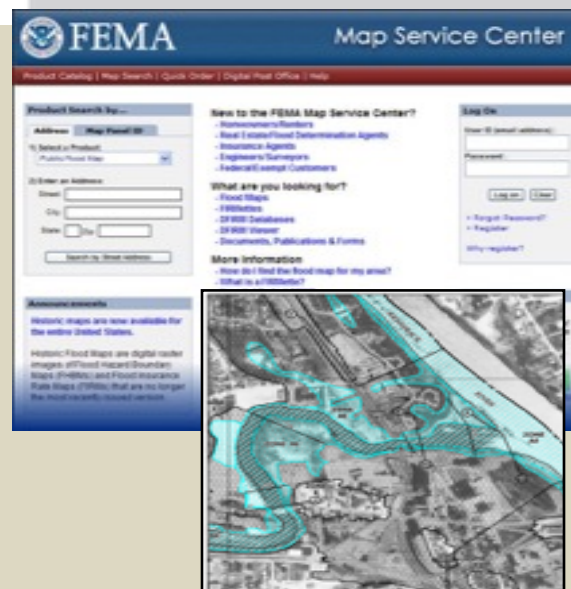 FEMA
Map Service Center
Product Catalog | Map Search | Quick Order | Digital Post Office | Help
Product Search by...
Address
Map Panel ID
1) Select a Product:
Public Flood Map
2) Enter an Address:
Street:
City:
State:
Zip:
Search by Street Address
Announcements
Historic maps are now available for
the entire United States.
Historic Flood Maps are digital raster
images of Flood Hazard Boundary
Maps (FHBMs) and Flood Insurance
Rate Maps (FIRMs) that are no longer
the most recently issued version.
New to the FEMA Map Service Center?
- Homeowners/Renters
- Real Estate/Flood Determination Agents
- Insurance Agents
- Engineers/Surveyors
- Federal/Exempt Customers
What are you looking for?
- Flood Maps
- FIRMettes
- DFIRM Databases
- DFIRM Viewer
- Documents, Publications & Forms
More Information
- How do I find the flood map for my area?
- What is a FIRMette?
Log On
User ID (email address):
Password:
Log on
Clear
+ Forgot Password?
+ Register
Why register?
ZONE
ZONE
RIVER